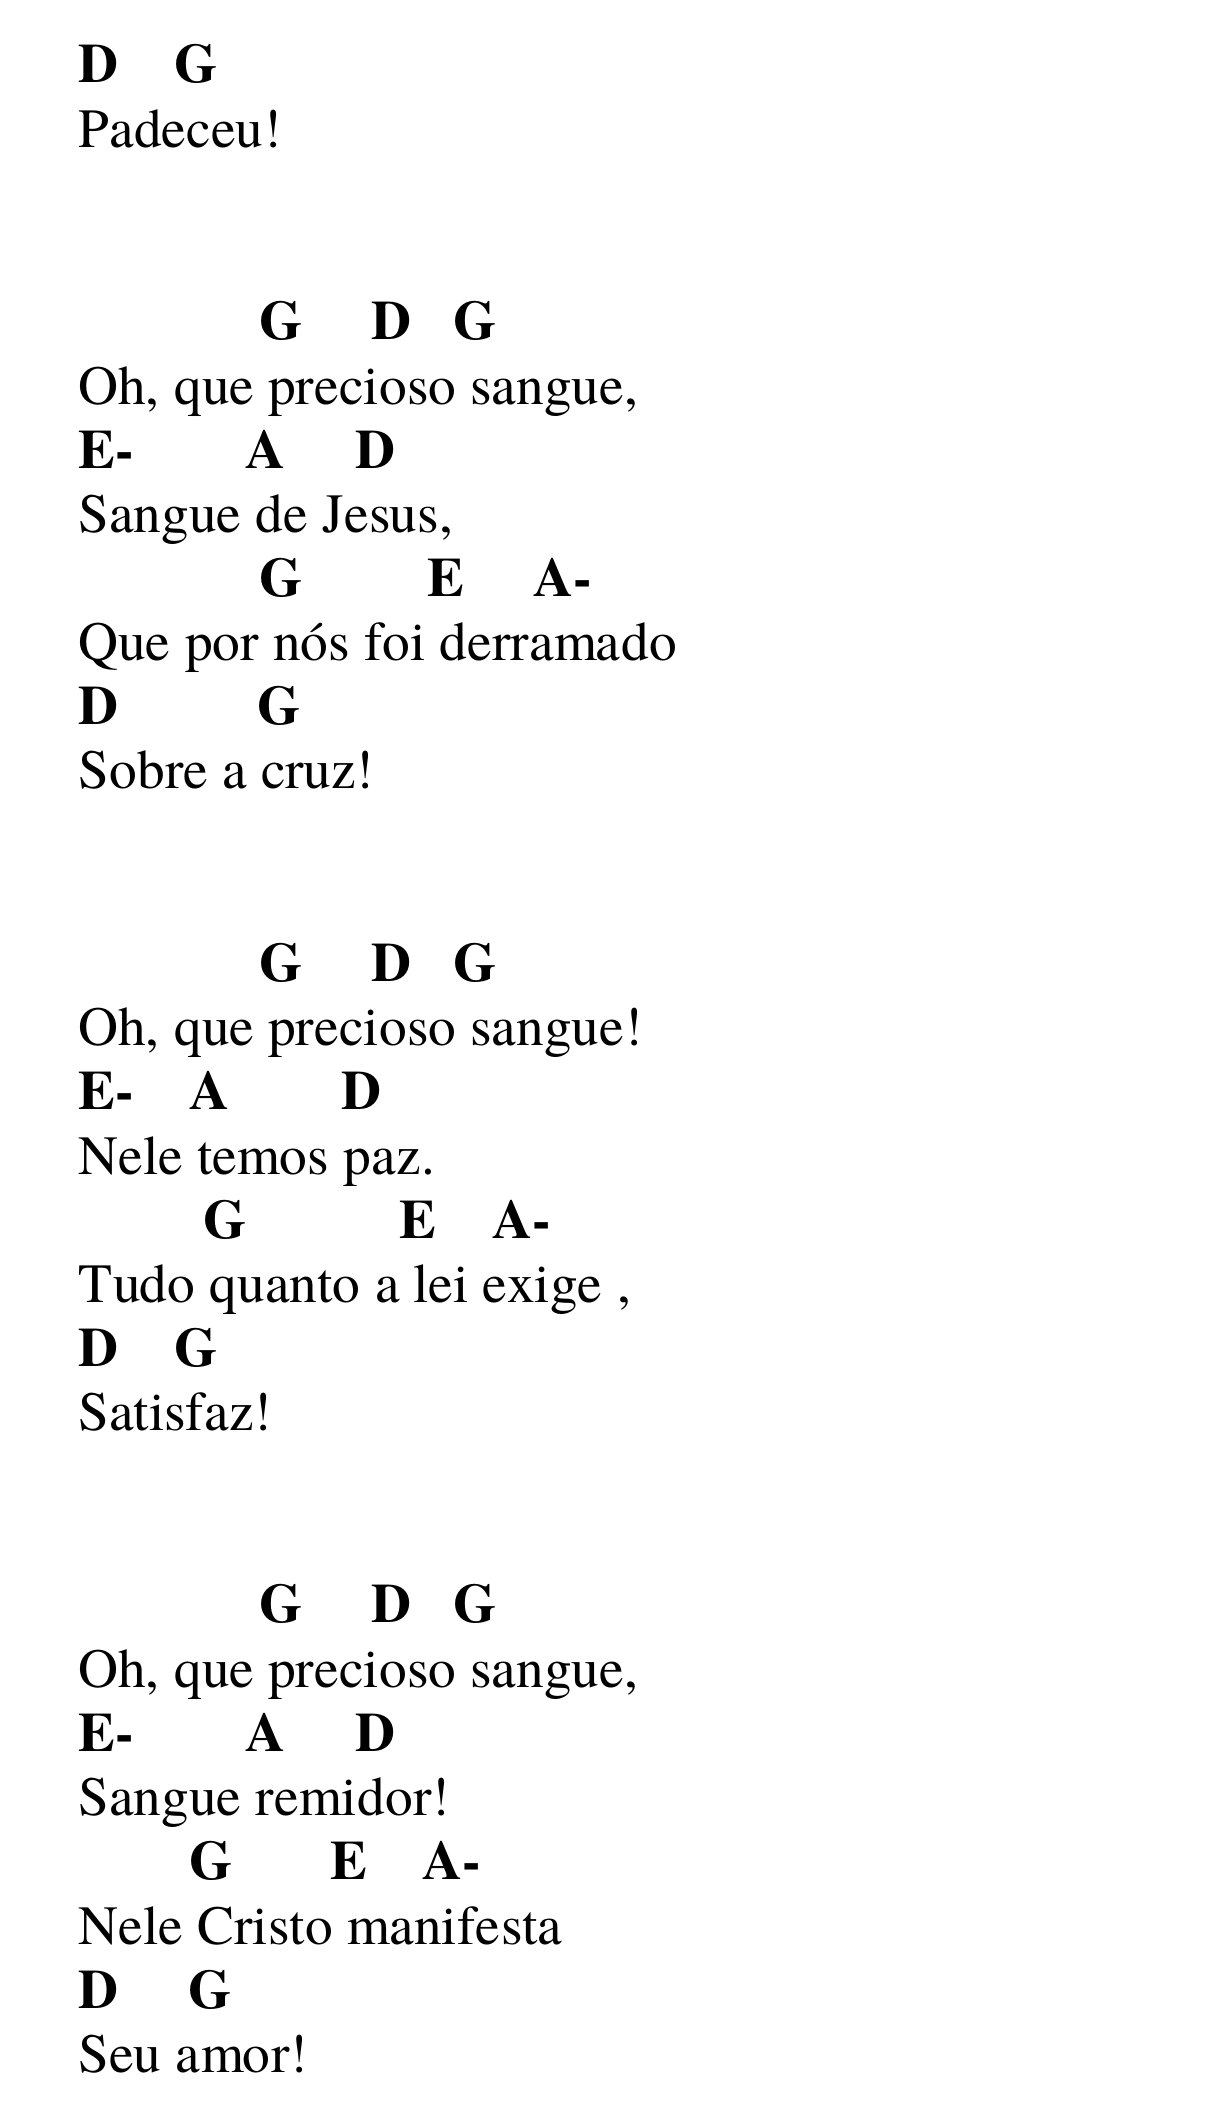 D    G
Padeceu!
             G     D   G
Oh, que precioso sangue,
E-        A     D
Sangue de Jesus,
             G         E     A-
Que por nós foi derramado
D          G
Sobre a cruz!
             G     D   G
Oh, que precioso sangue!
E-    A        D
Nele temos paz.
         G           E    A-
Tudo quanto a lei exige ,
D    G
Satisfaz!
             G     D   G
Oh, que precioso sangue,
E-        A     D
Sangue remidor!
        G       E    A-
Nele Cristo manifesta
D     G
Seu amor!